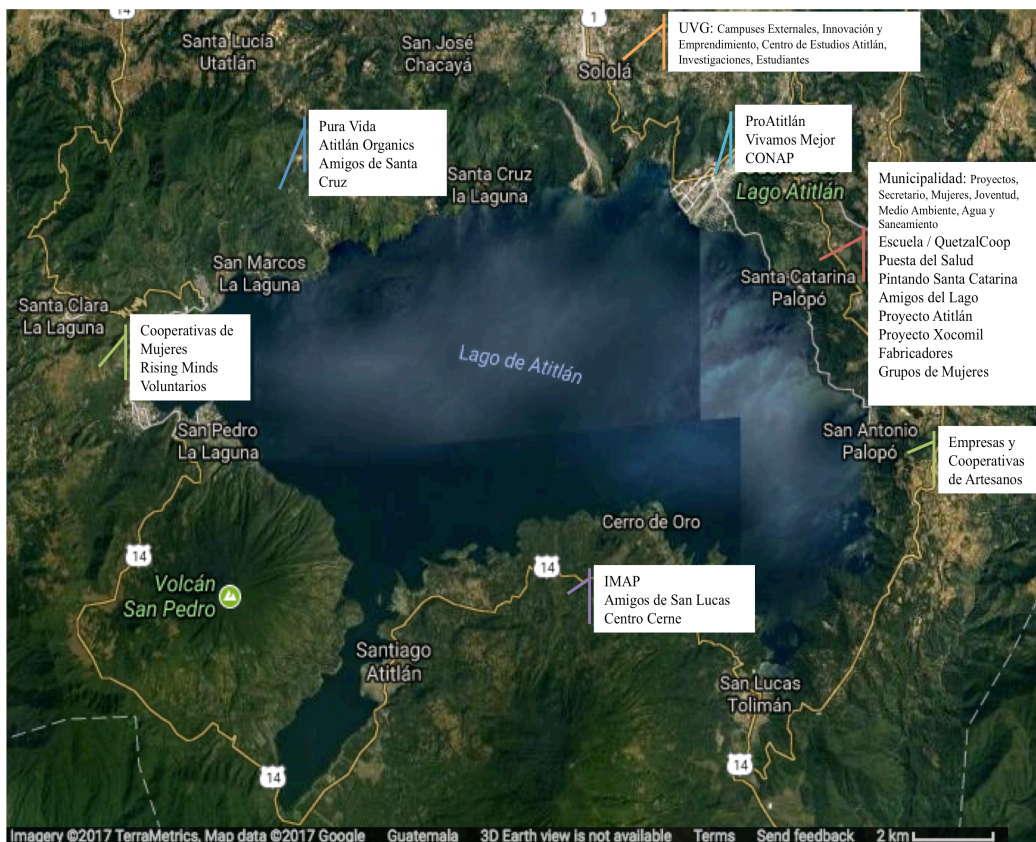 14
1
Santa Lucía
Utatlán
San José
Chacayá
Sololá
UVG: Campuses Externales, Innovación y
Emprendimiento, Centro de Estudios Atitlán,
Investigaciones, Estudiantes
Pura Vida
Atitlán Organics
Amigos de Santa
Cruz
ProAtitlán
Vivamos Mejor
CONAP
Santa Cruz
la Laguna
Lago Atitlán
Municipalidad: Proyectos,
Secretario, Mujeres, Joventud,
Medio Ambiente, Agua y
Saneamiento
Escuela / QuetzalCoop
Puesta del Salud
Pintando Santa Catarina
Amigos del Lago
Proyecto Atitlán
Proyecto Xocomil
Fabricadores
Grupos de Mujeres
San Marcos
La Laguna
Santa Catarina
Palopó
Santa Clara
La Laguna
Cooperativas de
Mujeres
Rising Minds
Voluntarios
Lago de Atitlán
San Pedro
La Laguna
San Antonio
Palopó
Empresas y
Cooperativas
de Artesanos
Cerro de Oro
14
14
Volcán
San Pedro
IMAP
Amigos de San Lucas
Centro Cerne
Santiago
Atitlán
San Lucas
Tolimán
14
14
Imagery ©2017 TerraMetrics, Map data ©2017 Google Guatemala 3D Earth view is not available Terms Send feedback 2 km